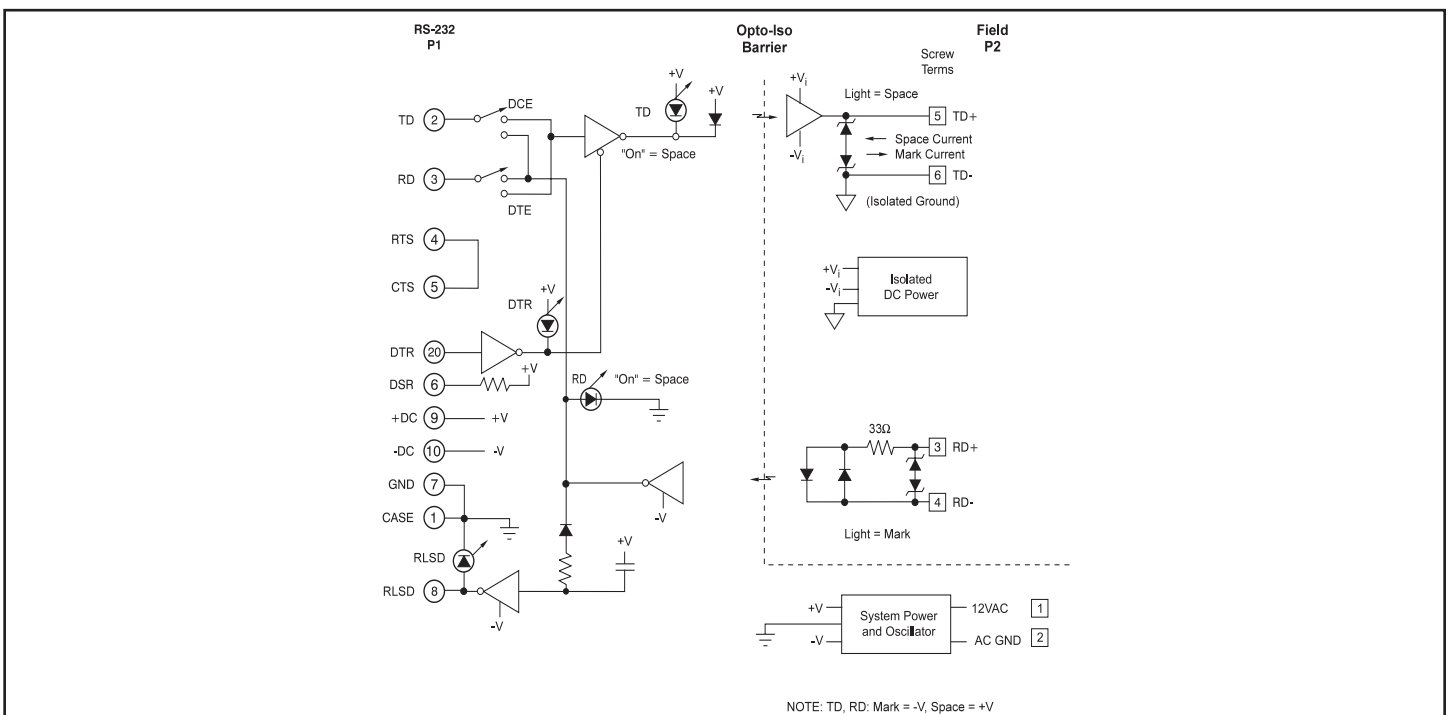 RS-232
P1
Opto-Iso
Barrier
Field
P2
Screw
Terms
TD 2
DCE
TD
+V
+V
"On" = Space
+Vi
-Vi
Light = Space
5 TD+
Space Current
Mark Current
6 TD-
(Isolated Ground)
RD 3
DTE
RTS 4
CTS 5
+Vi
-Vi
Isolated
DC Power
DTR
+V
DTR 20
DSR 6
+V
RD
"On" = Space
+DC 9 +V
-DC 10 -V
33Ω
3 RD+
4 RD-
Light = Mark
GND 7
CASE 1
-V
RLSD
+V
RLSD 8
-V
+V
-V
System Power
and Oscillator
12VAC 1
AC GND 2
NOTE: TD, RD: Mark = -V, Space = +V